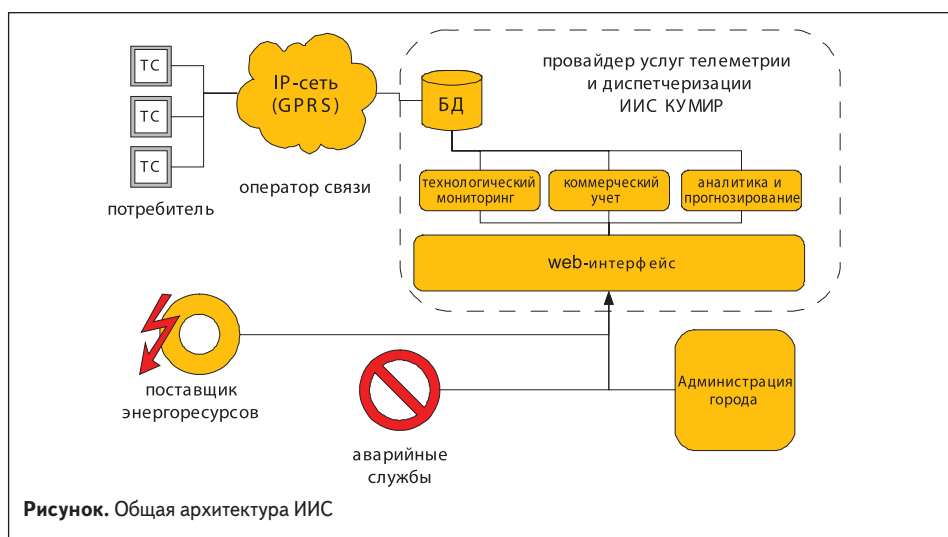 ТС
ТС
ТС
потребитель
IP-сеть
(GPRS)
оператор связи
БД
провайдер услуг телеметрии
и диспетчеризации
ИИС КУМИР
технологический
мониторинг
коммерческий
учет
аналитика и
прогнозирование
web-интерфейс
поставщик
энергоресурсов
аварийные
службы
Администрация
города
Рисунок. Общая архитектура ИИС